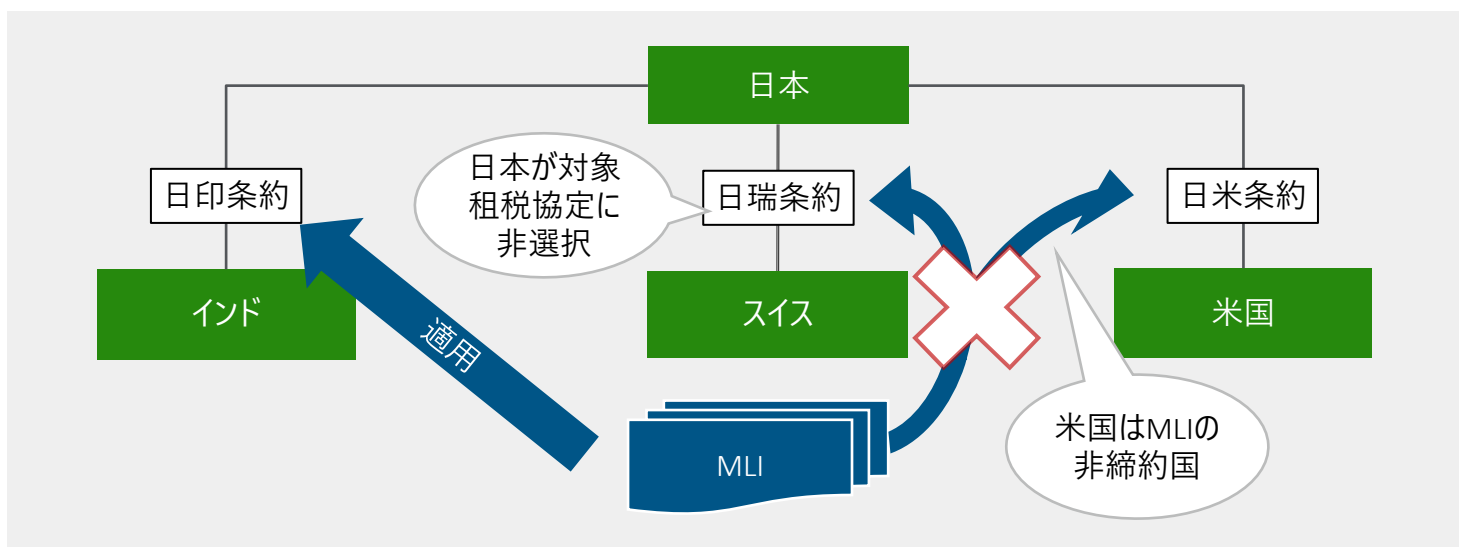 日本
日印条約
日本が対象
租税協定に
非選択
日瑞条約
日米条約
インド
スイス
米国
適用
MLI
米国はMLIの
非締約国